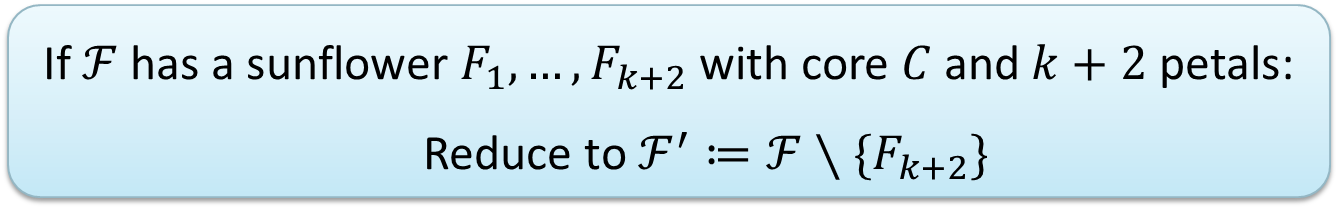 If ℱ has a sunflower 𝐹₁, … , 𝐹ₖ₊₂ with core 𝐶 and 𝑘 + 2 petals:
Reduce to ℱ′ ≔ ℱ ∖ {𝐹ₖ₊₂}